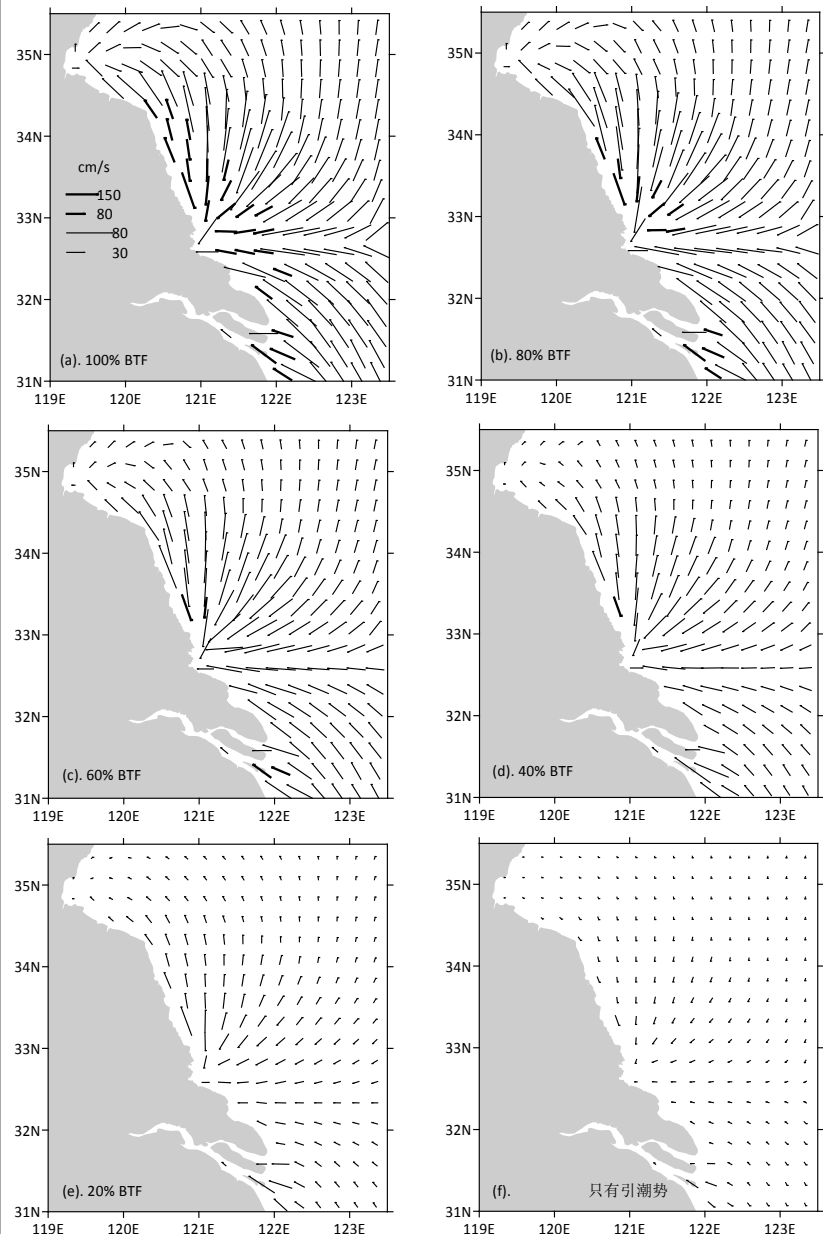 35N
34N
33N
32N
31N
cm/s
150
80
80
30
(a). 100% BTF
119E 120E 121E 122E 123E
35N
34N
33N
32N
31N
(b). 80% BTF
119E 120E 121E 122E 123E
35N
34N
33N
32N
31N
(c). 60% BTF
119E 120E 121E 122E 123E
35N
34N
33N
32N
31N
(d). 40% BTF
119E 120E 121E 122E 123E
35N
34N
33N
32N
31N
(e). 20% BTF
119E 120E 121E 122E 123E
35N
34N
33N
32N
31N
(f). 只有引潮势
119E 120E 121E 122E 123E